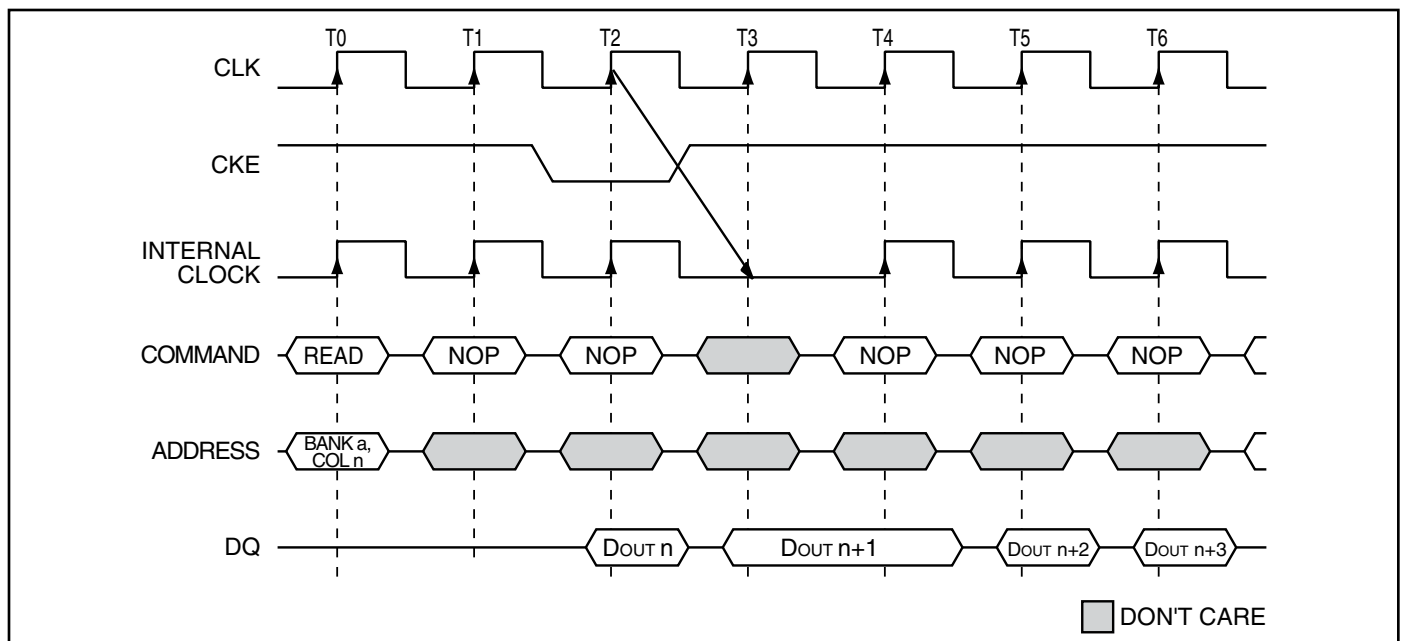 T0 T1 T2 T3 T4 T5 T6
CLK
CKE
INTERNAL
CLOCK
COMMAND READ NOP NOP NOP NOP NOP
ADDRESS BANK a,
COL n
DQ DOUT n DOUT n+1 DOUT n+2 DOUT n+3
DON'T CARE